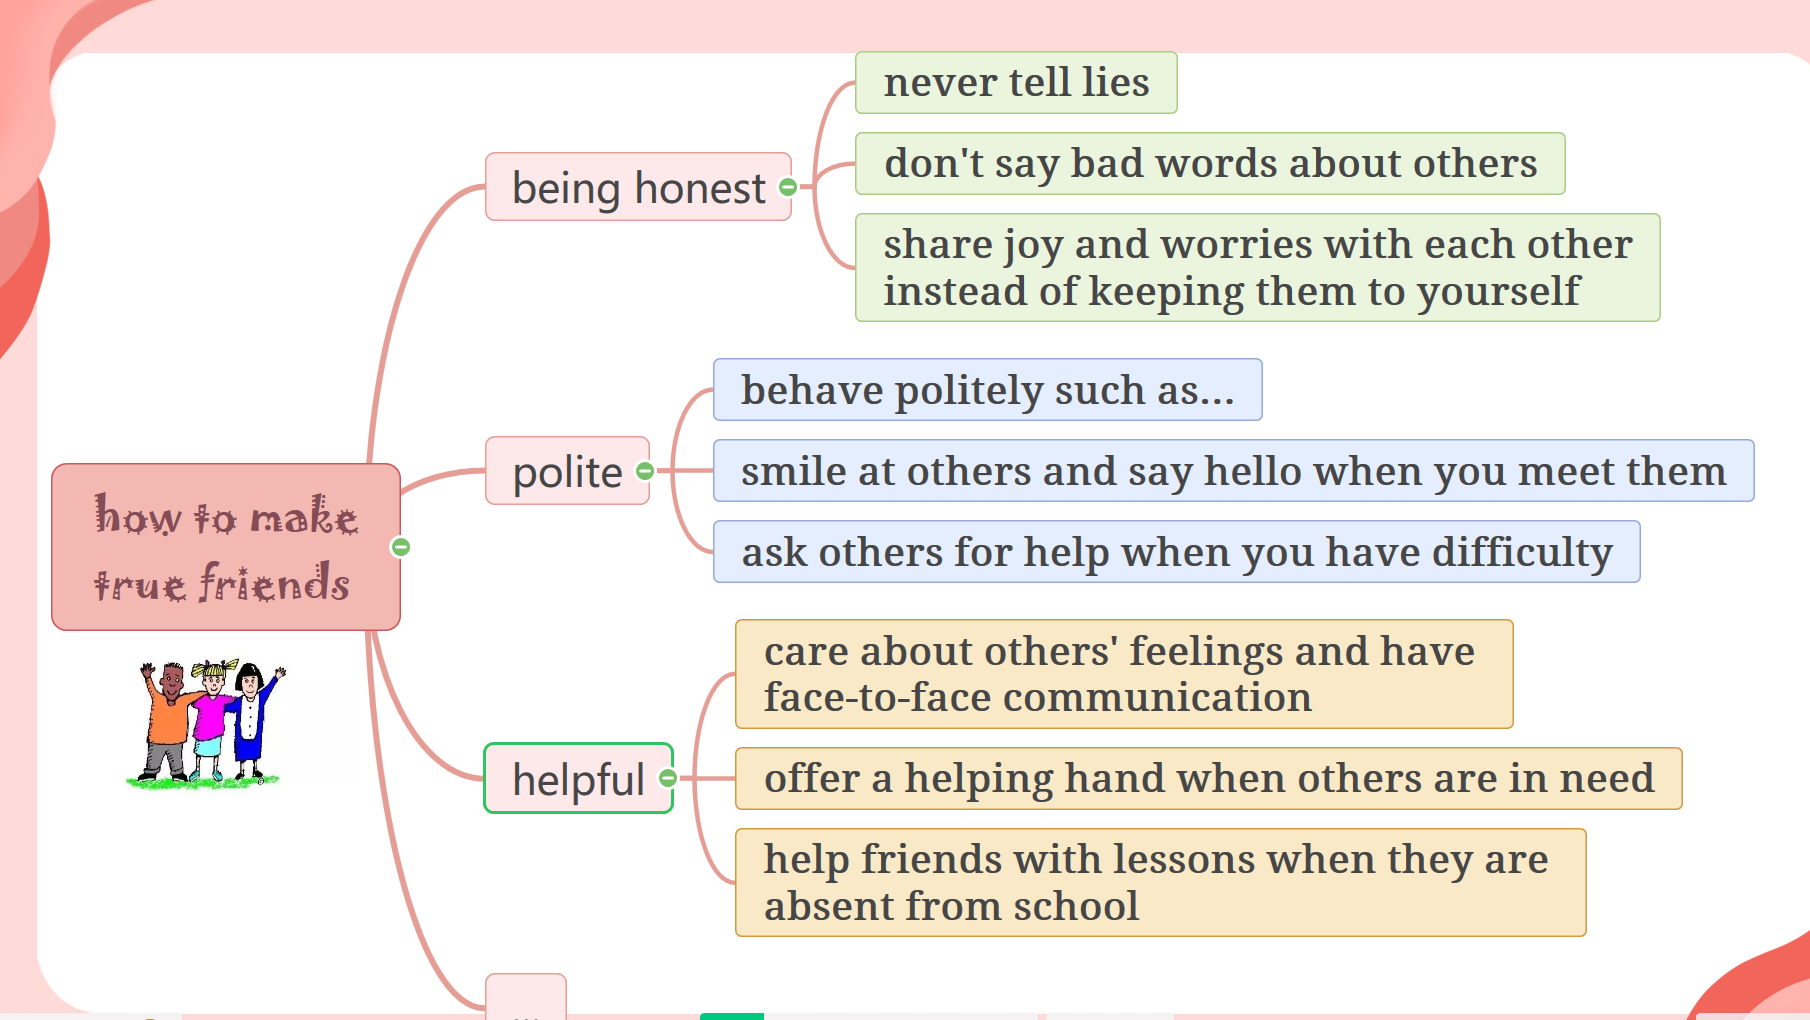 how to make
true friends
being honest
never tell lies
don't say bad words about others
share joy and worries with each other
instead of keeping them to yourself
polite
behave politely such as...
smile at others and say hello when you meet them
ask others for help when you have difficulty
helpful
care about others' feelings and have
face-to-face communication
offer a helping hand when others are in need
help friends with lessons when they are
absent from school
...